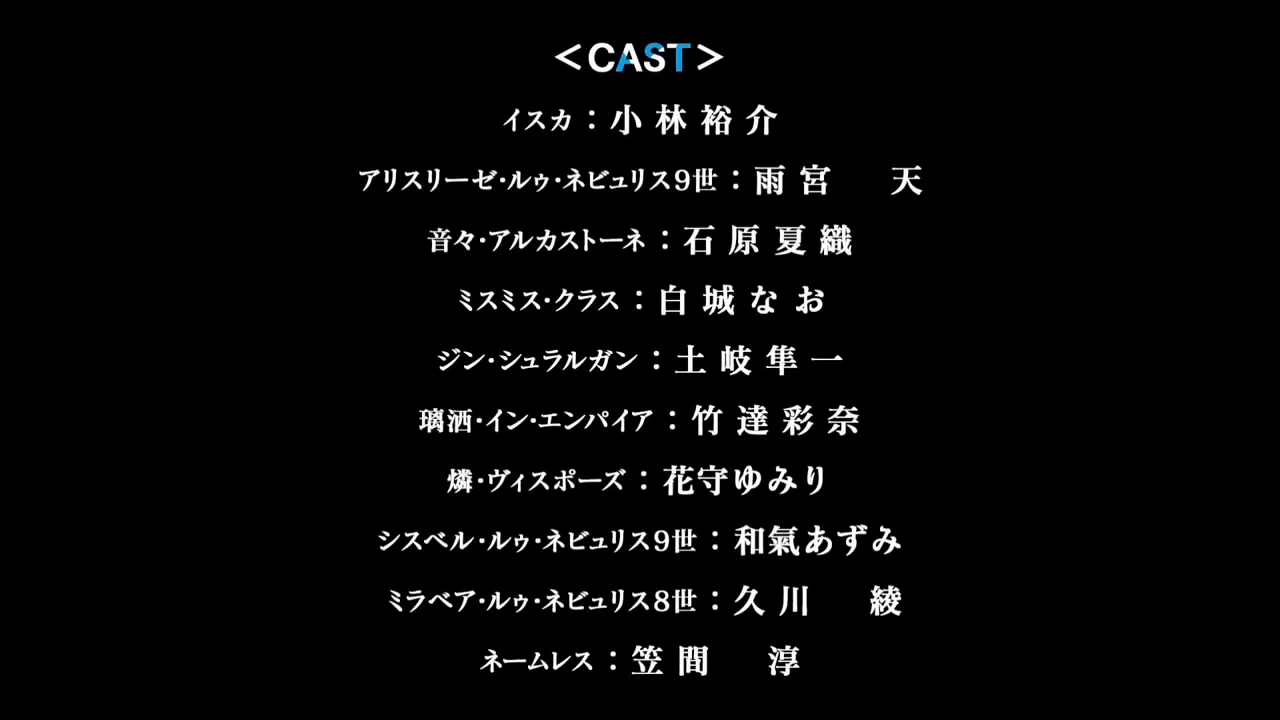 <CAST>
イスカ：小林裕介
アリスリーゼ・ルゥ・ネビュリス9世：雨宮　天
音々・アルカストーネ：石原夏織
ミスミス・クラス：白城なお
ジン・シュラルガン：土岐隼一
璃洒・イン・エンパイア：竹達彩奈
燐・ヴィスポーズ：花守ゆみり
シスベル・ルゥ・ネビュリス9世：和氣あずみ
ミラベア・ルゥ・ネビュリス8世：久川　綾
ネームレス：笠間　淳